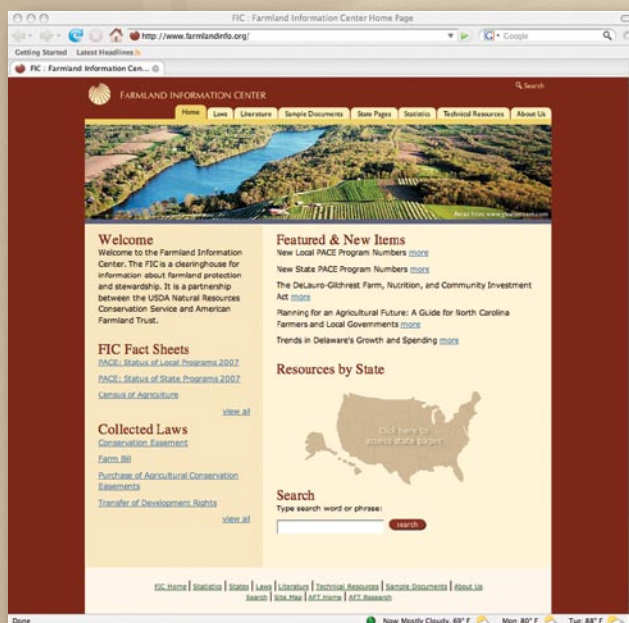 FIC : Farmland Information Center Home Page
http://www.farmlandinfo.org/
Google
Getting Started Latest Headlines
FIC : Farmland Information Cen...
Search
FARMLAND INFORMATION CENTER
Home Laws Literature Sample Documents State Pages Statistics Technical Resources About Us
Welcome
Welcome to the Farmland Information
Center. The FIC is a clearinghouse for
information about farmland protection
and stewardship. It is a partnership
between the USDA Natural Resources
Conservation Service and American
Farmland Trust.
FIC Fact Sheets
PACE: Status of Local Programs 2007
PACE: Status of State Programs 2007
Census of Agriculture
view all
Collected Laws
Conservation Easement
Farm Bill
Purchase of Agricultural Conservation
Easements
Transfer of Development Rights
view all
Featured & New Items
New Local PACE Program Numbers more
New State PACE Program Numbers more
The DeLauro-Gilchrest Farm, Nutrition, and Community Investment
Act more
Planning for an Agricultural Future: A Guide for North Carolina
Farmers and Local Governments more
Trends in Delaware's Growth and Spending more
Resources by State
Click here to
access state pages
Search
Type search word or phrase:
search
FIC Home | Statistics | States | Laws | Literature | Technical Resources | Sample Documents | About Us
Search | Site Map | AFT Home | AFT Research
Done
Now Mostly Cloudy, 69° F Mon: 80° F Tue: 88° F